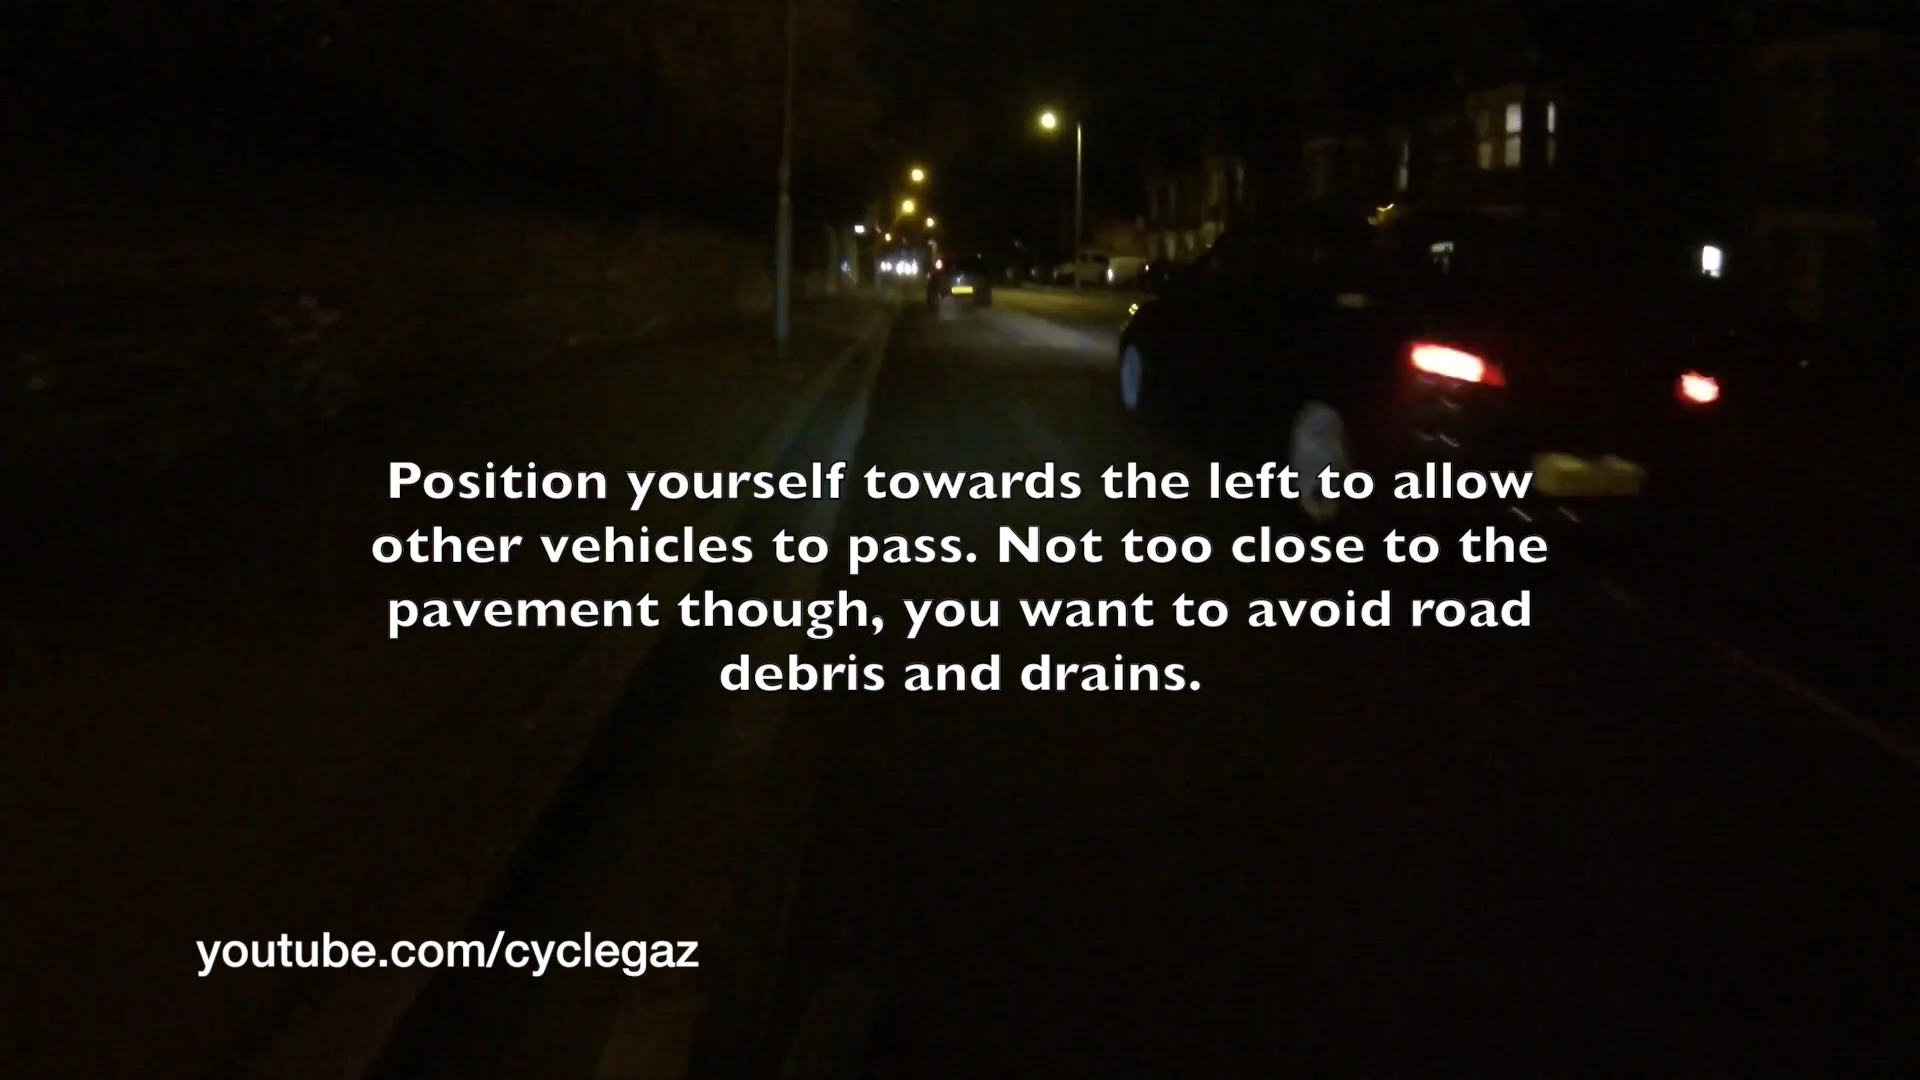 Position yourself towards the left to allow
other vehicles to pass. Not too close to the
pavement though, you want to avoid road
debris and drains.
youtube.com/cyclegaz